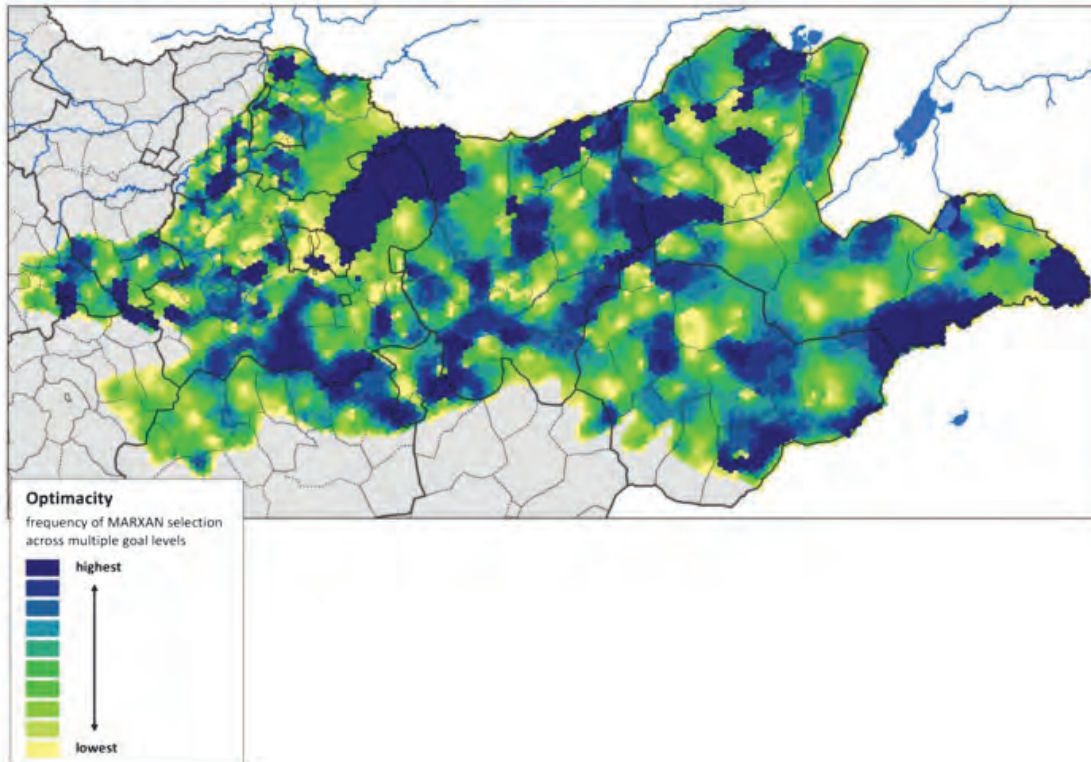 Optimacity
frequency of MARXAN selection
across multiple goal levels
highest
lowest